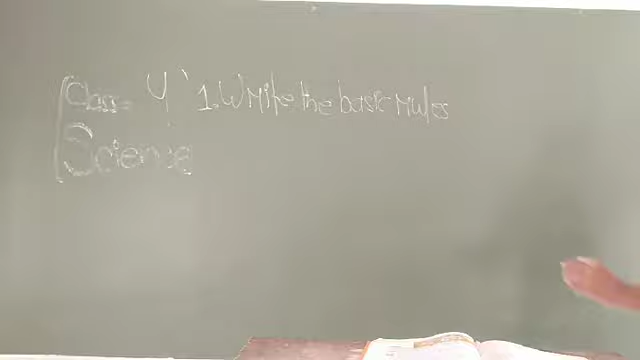 Class= 4 1. Write the basic rules
Science